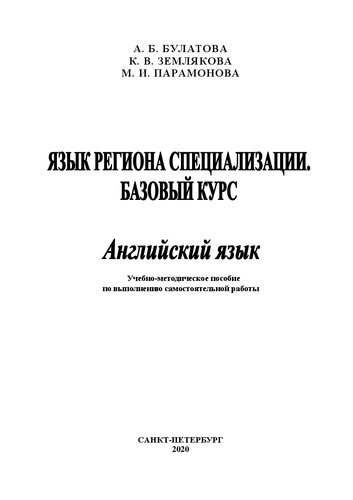 А. Б. БУЛАТОВА
К. В. ЗЕМЛЯКОВА
М. И. ПАРАМОНОВА
ЯЗЫК РЕГИОНА СПЕЦИАЛИЗАЦИИ.
БАЗОВЫЙ КУРС
Английский язык
Учебно-методическое пособие
по выполнению самостоятельной работы
САНКТ-ПЕТЕРБУРГ
2020